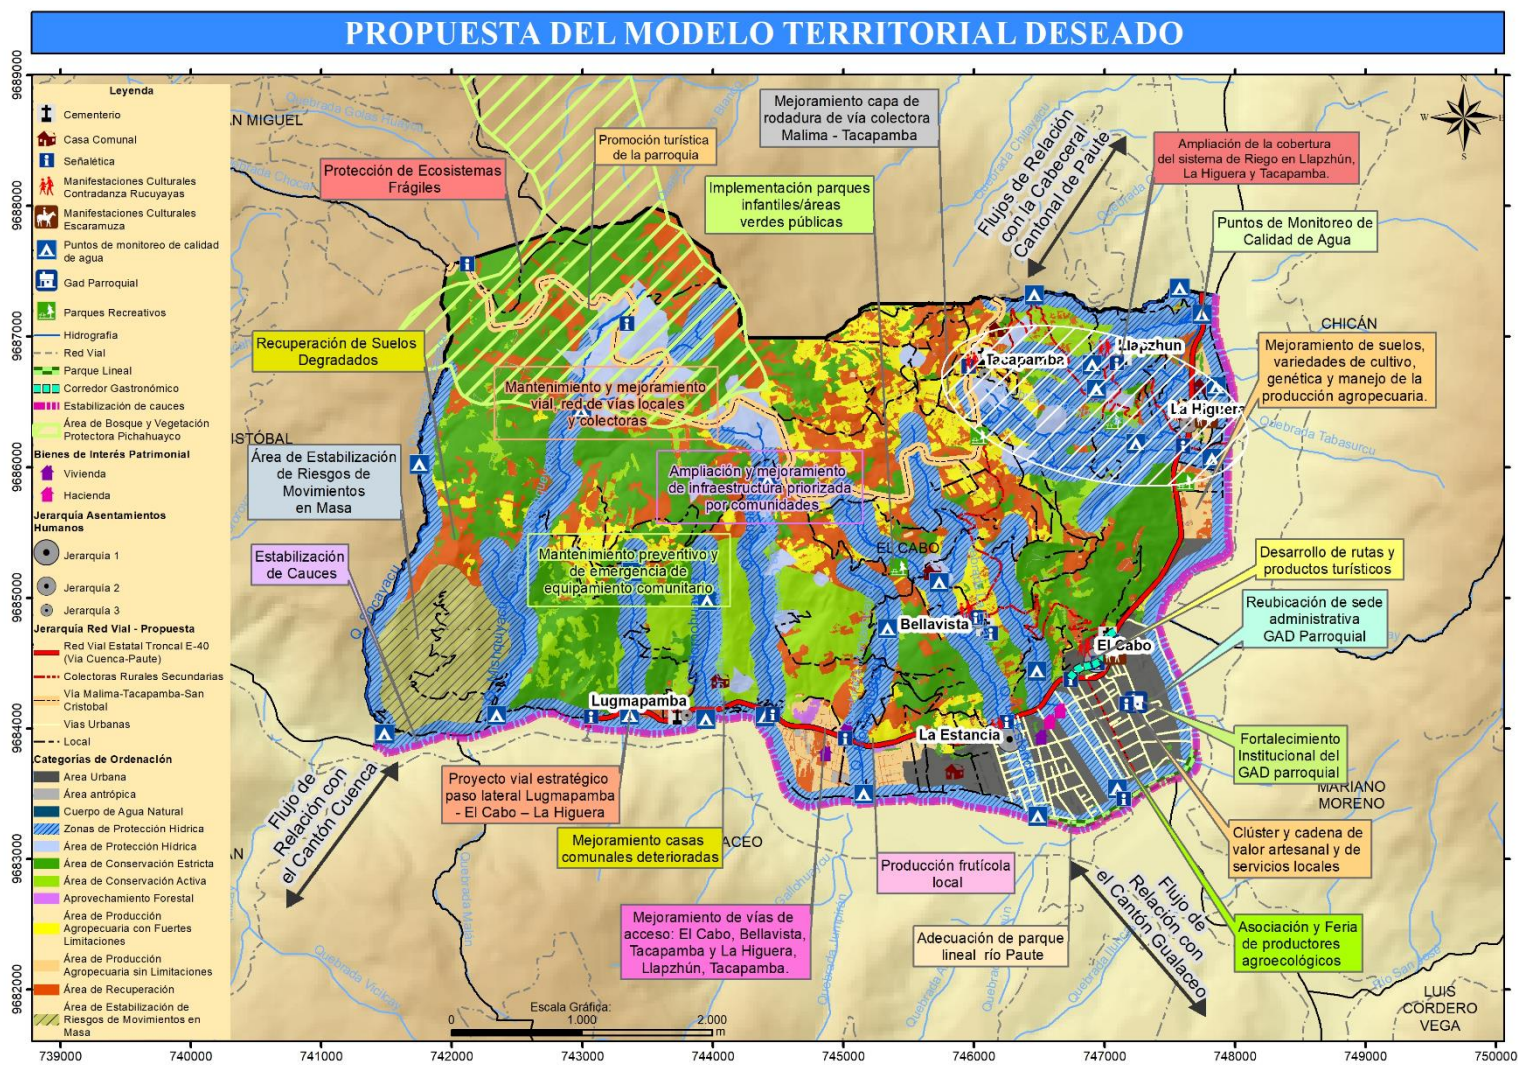 PROPUESTA DEL MODELO TERRITORIAL DESEADO
Leyenda
Cementerio
Casa Comunal
Señalética
Manifestaciones Culturales
Contradanza Rucuyayas
Manifestaciones Culturales
Escaramuza
Puntos de monitoreo de calidad
de agua
Gad Parroquial
Parques Recreativos
Hidrografía
Red Vial
Parque Lineal
Corredor Gastronómico
Estabilización de cauces
Área de Bosque y Vegetación
Protectora Pichahuayco
Bienes de Interés Patrimonial
Vivienda
Hacienda
Jerarquía Asentamientos
Humanos
Jerarquía 1
Jerarquía 2
Jerarquía 3
Jerarquía Red Vial - Propuesta
Red Vial Estatal Troncal E-40
(Via Cuenca-Paute)
Colectoras Rurales Secundarias
Vía Malima-Tacapamba-San
Cristobal
Vias Urbanas
Local
Categorías de Ordenación
Area Urbana
Área antrópica
Cuerpo de Agua Natural
Zonas de Protección Hídrica
Área de Protección Hídrica
Área de Conservación Estricta
Área de Conservación Activa
Aprovechamiento Forestal
Área de Producción
Agropecuaria con Fuertes
Limitaciones
Área de Producción
Agropecuaria sin Limitaciones
Área de Recuperación
Área de Estabilización de
Riesgos de Movimientos en
Masa
AN MIGUEL
Protección de Ecosistemas
Frágiles
Promoción turística
de la parroquia
Mejoramiento capa de
rodadura de vía colectora
Malima - Tacapamba
Implementación parques
infantiles/áreas
verdes públicas
Flujos de Relación
con la Cabeceral
Cantonal de Paute
Ampliación de la cobertura
del sistema de Riego en Llapzhún,
La Higuera y Tacapamba.
Puntos de Monitoreo de
Calidad de Agua
N
W
E
S
CHICÁN
Recuperación de Suelos
Degradados
Mantenimiento y mejoramiento
vial, red de vías locales
y colectoras
Tacapamba
Llapzhun
La Higuera
Mejoramiento de suelos,
variedades de cultivo,
genética y manejo de la
producción agropecuaria.
Quebrada Tabasurcu
ISTÓBAL
Área de Estabilización
de Riesgos de
Movimientos
en Masa
Ampliación y mejoramiento
de infraestructura priorizada
por comunidades
Estabilización
de Cauces
Mantenimiento preventivo y
de emergencia de
equipamiento comunitario
EL CABO
Bellavista
El Cabo
Desarrollo de rutas y
productos turísticos
Reubicación de sede
administrativa
GAD Parroquial
Lugmapamba
La Estancia
Flujo de
Relación con
el Cantón Cuenca
Proyecto vial estratégico
paso lateral Lugmapamba
- El Cabo – La Higuera
Mejoramiento casas
comunales deterioradas
ACEO
Fortalecimiento
Institucional del
GAD parroquial
MARIANO
MORENO
Clúster y cadena de
valor artesanal y de
servicios locales
Producción frutícola
local
Mejoramiento de vías de
acceso: El Cabo, Bellavista,
Tacapamba y La Higuera,
Llapzhún, Tacapamba.
Adecuación de parque
lineal río Paute
Flujo de
Relación con
el Cantón Gualaceo
Asociación y Feria
de productores
agroecológicos
LUIS
CORDERO
VEGA
Río San José
Escala Gráfica:
0 1.000 2.000
m
739000 740000 741000 742000 743000 744000 745000 746000 747000 748000 749000 750000
9689000
9688000
9687000
9686000
9685000
9684000
9683000
9682000